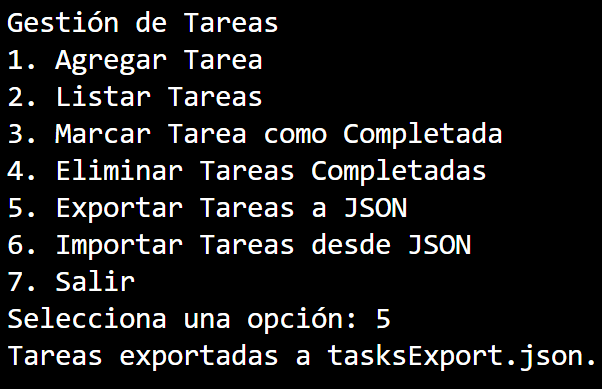 Gestión de Tareas
1. Agregar Tarea
2. Listar Tareas
3. Marcar Tarea como Completada
4. Eliminar Tareas Completadas
5. Exportar Tareas a JSON
6. Importar Tareas desde JSON
7. Salir
Selecciona una opción: 5
Tareas exportadas a tasksExport.json.